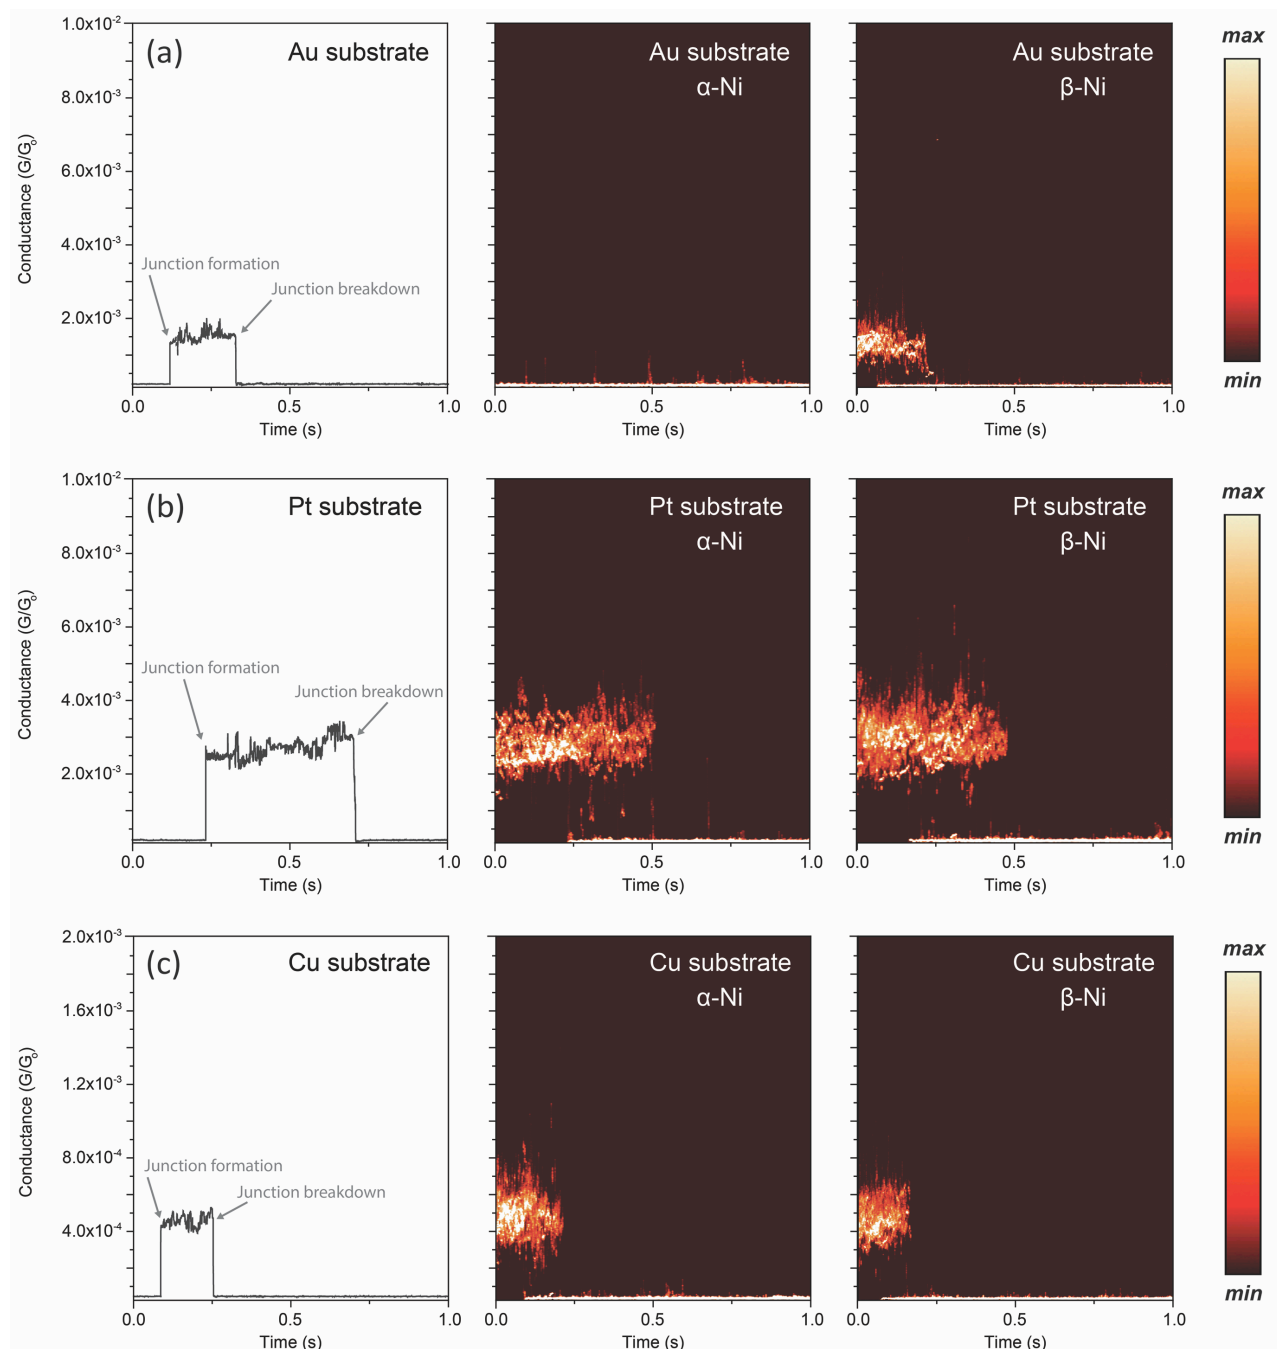 (a)
Au substrate
Conductance (G/G₀)
1.0x10⁻²
8.0x10⁻³
6.0x10⁻³
4.0x10⁻³
2.0x10⁻³
Junction formation
Junction breakdown
0.0 0.5 1.0
Time (s)
Au substrate
α-Ni
0.0 0.5 1.0
Time (s)
Au substrate
β-Ni
0.0 0.5 1.0
Time (s)
max
min
(b)
Pt substrate
Conductance (G/G₀)
1.0x10⁻²
8.0x10⁻³
6.0x10⁻³
4.0x10⁻³
2.0x10⁻³
Junction formation
Junction breakdown
0.0 0.5 1.0
Time (s)
Pt substrate
α-Ni
0.0 0.5 1.0
Time (s)
Pt substrate
β-Ni
0.0 0.5 1.0
Time (s)
max
min
(c)
Cu substrate
Conductance (G/G₀)
2.0x10⁻³
1.6x10⁻³
1.2x10⁻³
8.0x10⁻⁴
4.0x10⁻⁴
Junction formation
Junction breakdown
0.0 0.5 1.0
Time (s)
Cu substrate
α-Ni
0.0 0.5 1.0
Time (s)
Cu substrate
β-Ni
0.0 0.5 1.0
Time (s)
max
min